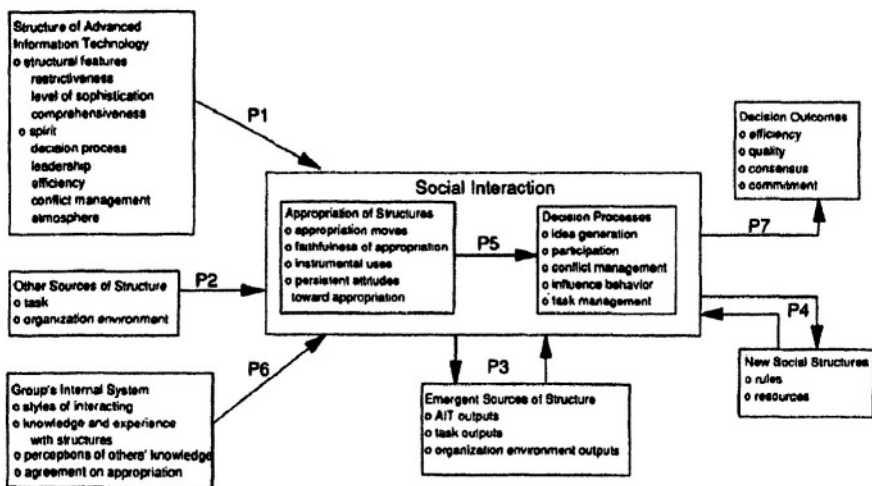 Structure of Advanced
Information Technology
o structural features
restrictiveness
level of sophistication
comprehensiveness
o spirit
decision process
leadership
efficiency
conflict management
atmosphere
P1
Other Sources of Structure
o task
o organization environment
P2
Group's Internal System
o styles of interacting
o knowledge and experience
with structures
o perceptions of others' knowledge
o agreement on appropriation
P6
Social Interaction
Appropriation of Structures
o appropriation moves
o faithfulness of appropriation
o instrumental uses
o persistent attitudes
toward appropriation
P5
Decision Processes
o idea generation
o participation
o conflict management
o influence behavior
o task management
P3
Emergent Sources of Structure
o AIT outputs
o task outputs
o organization environment outputs
Decision Outcomes
o efficiency
o quality
o consensus
o commitment
P7
P4
New Social Structures
o rules
o resources